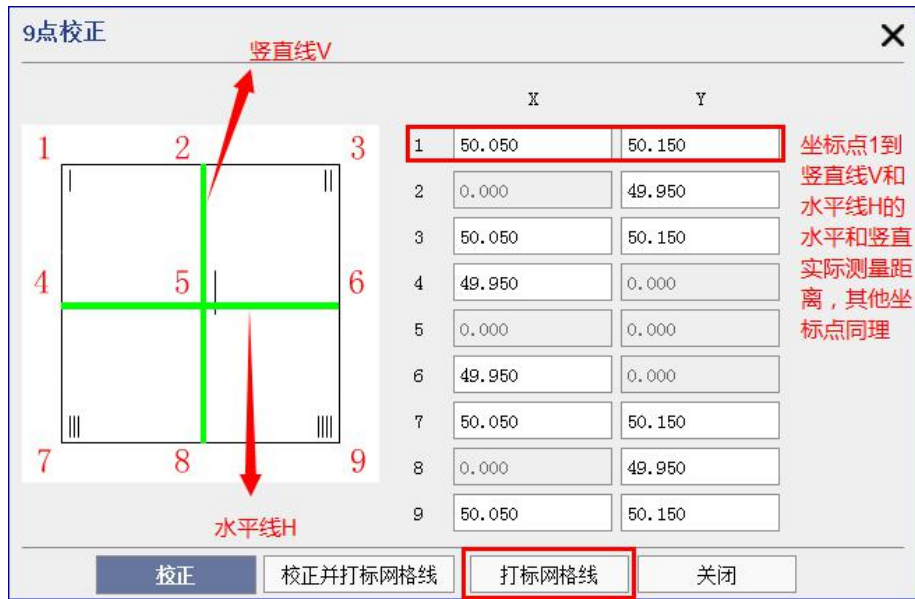 9点校正
竖直线V
X Y
1 2 3
4 5 6
7 8 9
水平线H
1 50.050 50.150
2 0.000 49.950
3 50.050 50.150
4 49.950 0.000
5 0.000 0.000
6 49.950 0.000
7 50.050 50.150
8 0.000 49.950
9 50.050 50.150
坐标点1到
竖直线V和
水平线H的
水平和竖直
实际测量距
离，其他坐
标点同理
校正 校正并打标网格线 打标网格线 关闭